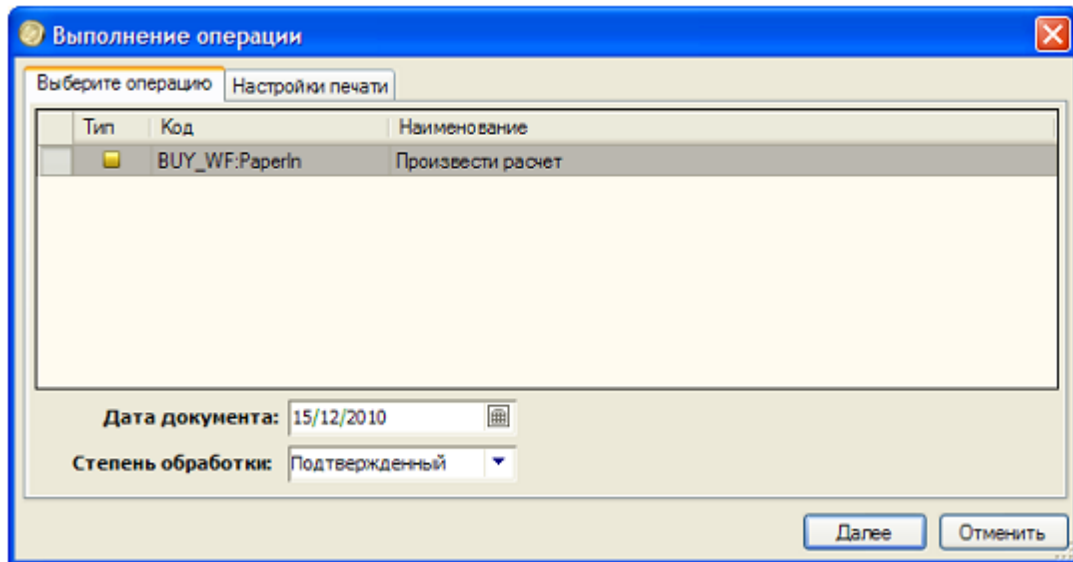 Выполнение операции
Выберите операцию Настройки печати
Тип Код Наименование
BUY_WF:PaperIn Произвести расчет
Дата документа: 15/12/2010
Степень обработки: Подтвержденный
Далее Отменить